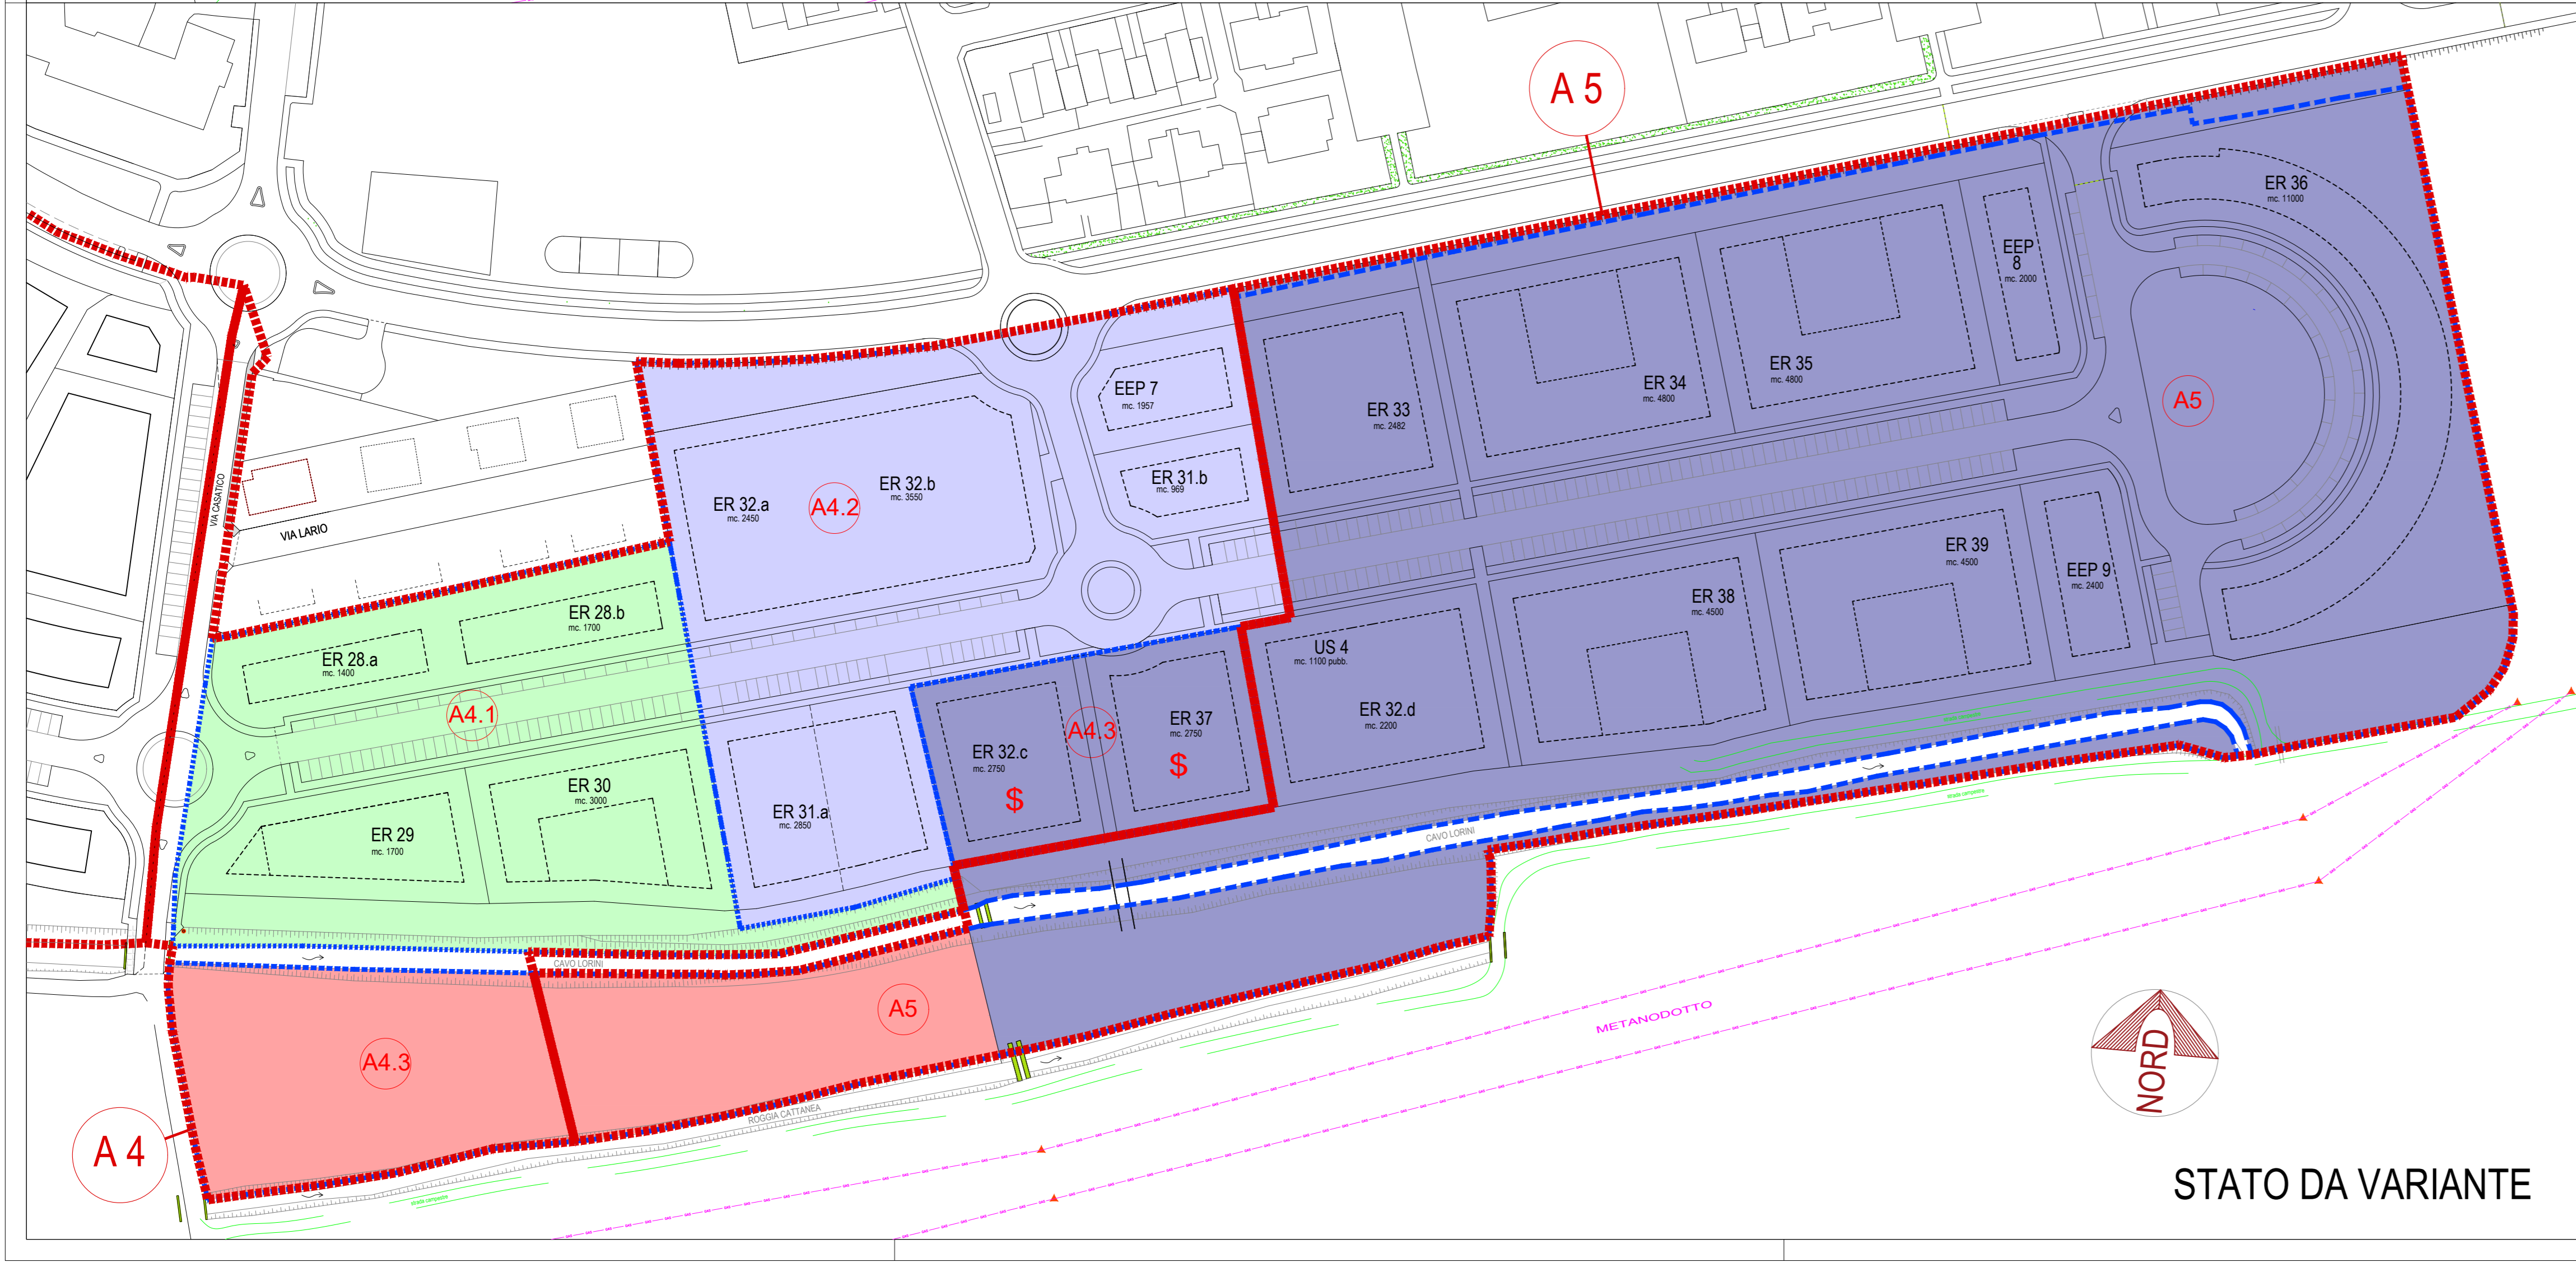 A 5
ER 36
mc. 11000
EEP
8
mc. 2000
ER 35
mc. 4800
ER 34
mc. 4800
ER 33
mc. 2482
A5
EEP 7
mc. 1957
ER 31.b
mc. 969
ER 32.a
mc. 2450
A4.2
ER 32.b
mc. 3550
VIA CASATICO
VIA LARIO
ER 28.b
mc. 1700
ER 28.a
mc. 1400
A4.1
ER 30
mc. 3000
ER 29
mc. 1700
ER 31.a
mc. 2850
ER 32.c
mc. 2750
$
A4.3
ER 37
mc. 2750
$
US 4
mc. 1100 pubb.
ER 32.d
mc. 2200
ER 38
mc. 4500
ER 39
mc. 4500
EEP 9
mc. 2400
CAVO LORINI
strada campestre
CAVO LORINI
A5
A4.3
A 4
ROGGIA CATTANEA
strada campestre
METANODOTTO
NORD
STATO DA VARIANTE